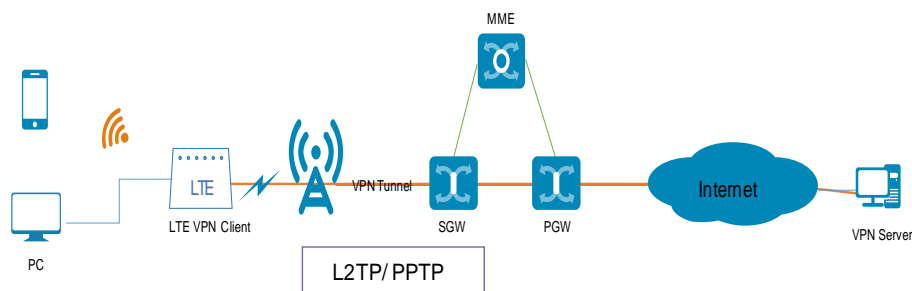 MME
LTE
VPN Tunnel
Internet
LTE VPN Client
SGW
PGW
VPN Server
PC
L2TP/ PPTP